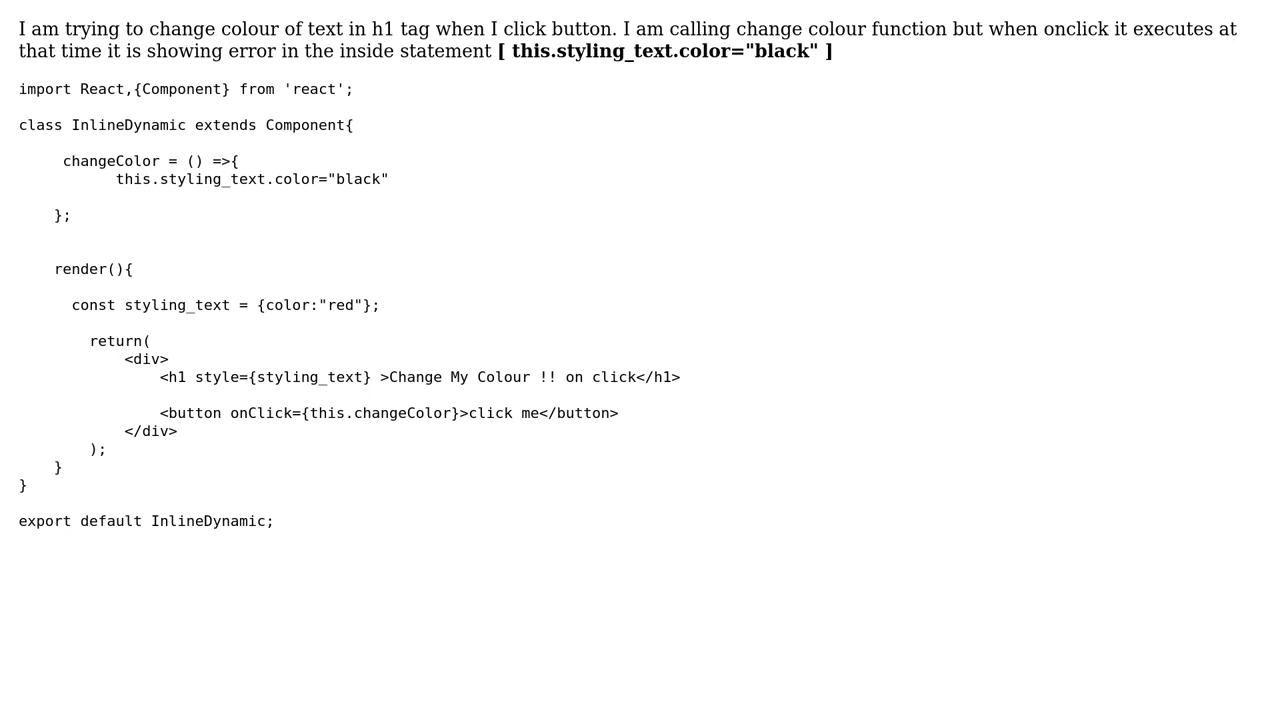 I am trying to change colour of text in h1 tag when I click button. I am calling change colour function but when onclick it executes at
that time it is showing error in the inside statement [ this.styling_text.color="black" ]
import React,{Component} from 'react';
class InlineDynamic extends Component{
changeColor = () =>{
this.styling_text.color="black"
};
render(){
const styling_text = {color:"red"};
return(
<div>
<h1 style={styling_text} >Change My Colour !! on click</h1>
<button onClick={this.changeColor}>click me</button>
</div>
);
}
}
export default InlineDynamic;